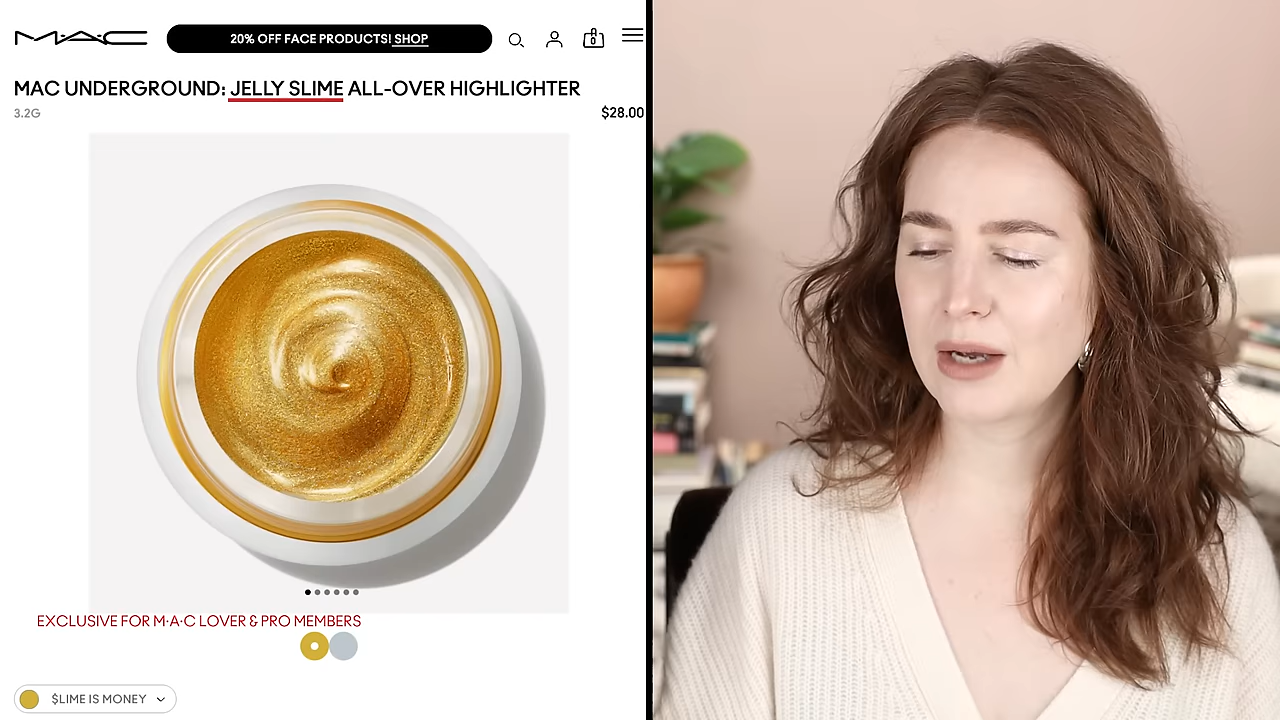 MAC
20% OFF FACE PRODUCTS! SHOP
0
MAC UNDERGROUND: JELLY SLIME ALL-OVER HIGHLIGHTER
3.2G
$28.00
EXCLUSIVE FOR M·A·C LOVER & PRO MEMBERS
$LIME IS MONEY